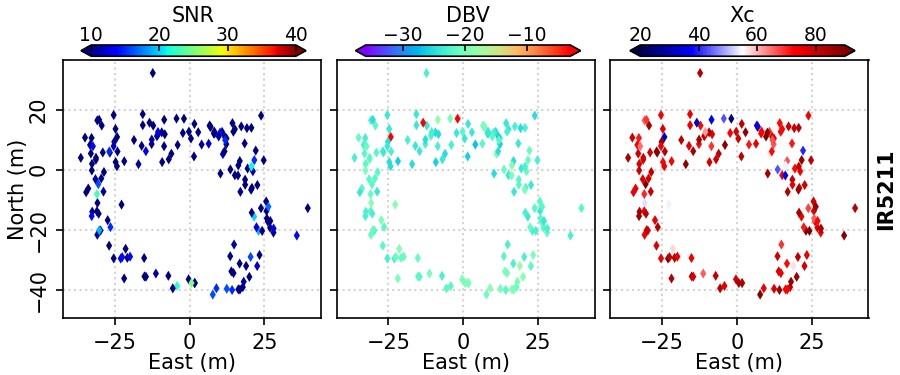 SNR DBV Xc
10 20 30 40 −30 −20 −10 20 40 60 80
20
0
−20
−40
North (m)
IR5211
−25 0 25 −25 0 25 −25 0 25
East (m) East (m) East (m)